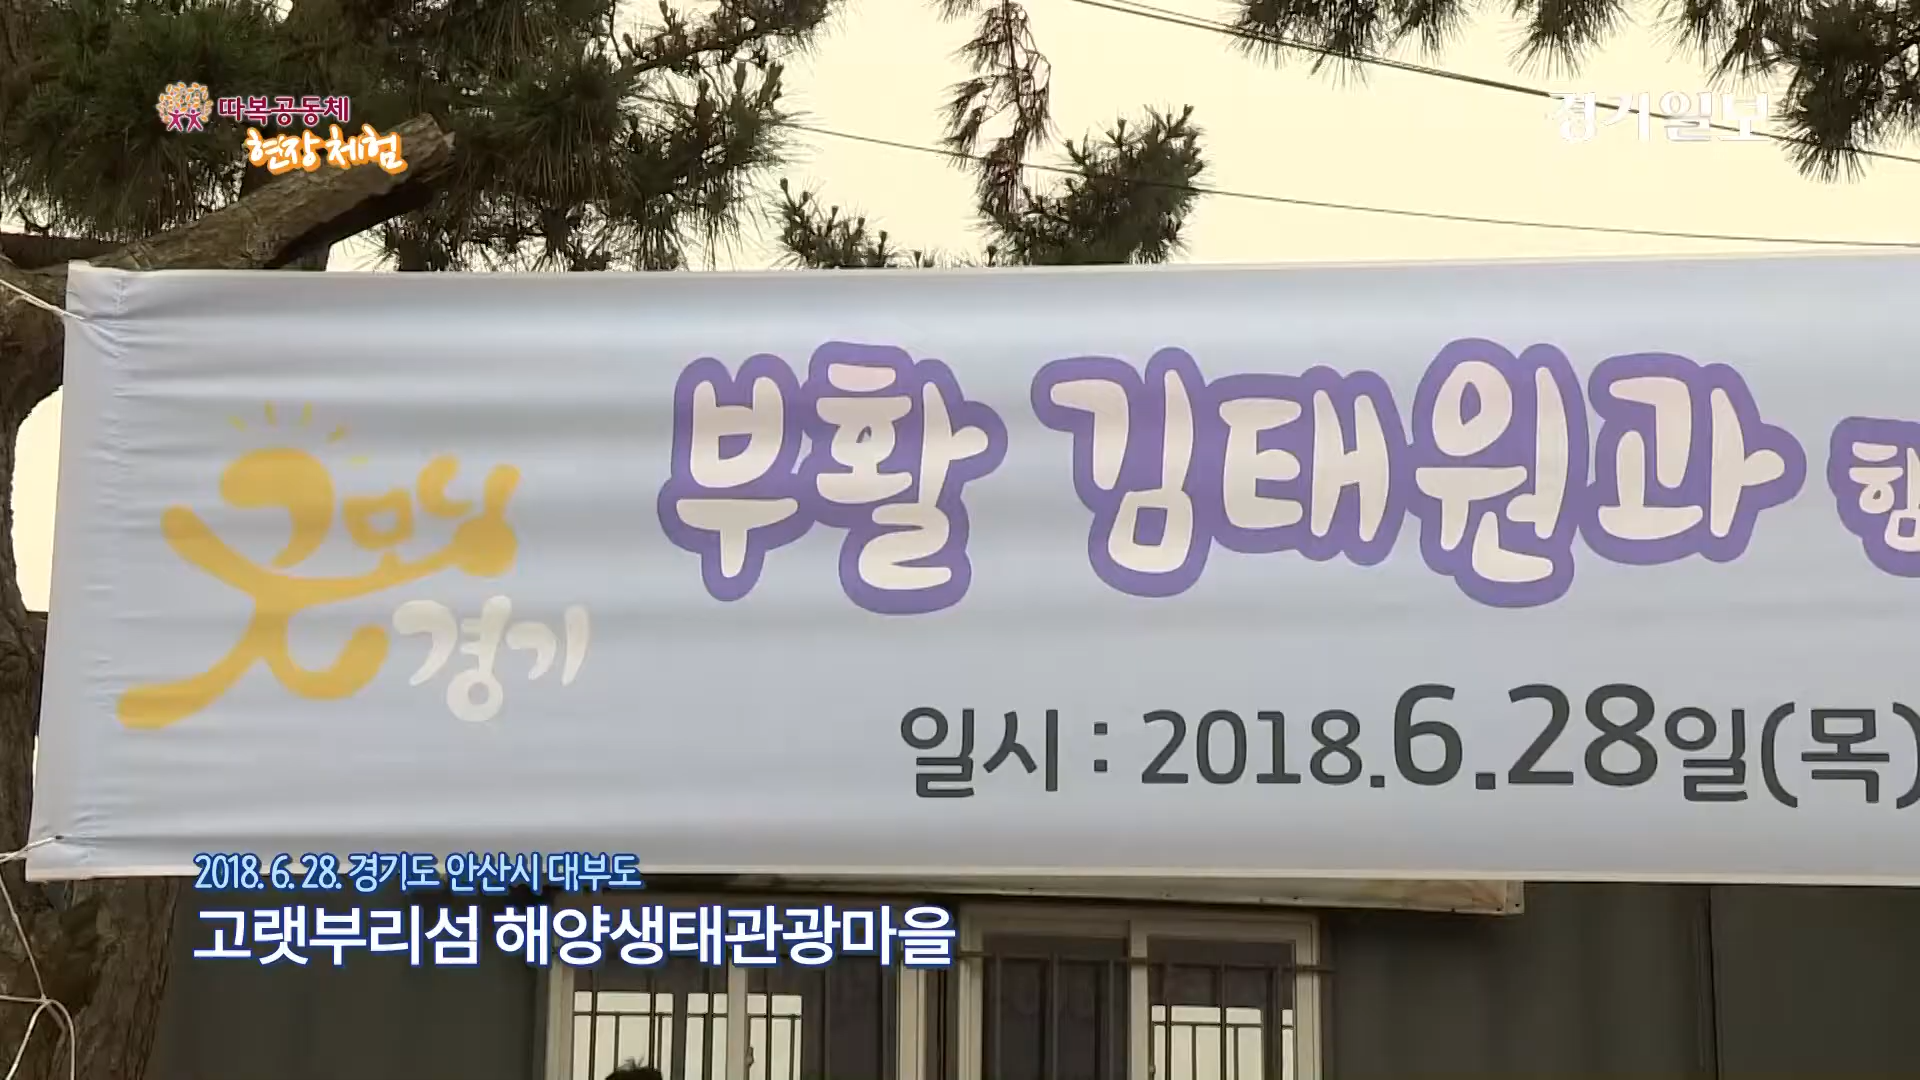 따복공동체
현장체험
경기일보
부활 김태원과
굿모닝
경기
일시 : 2018.6.28일(목)
2018. 6. 28. 경기도 안산시 대부도
고랫부리섬 해양생태관광마을